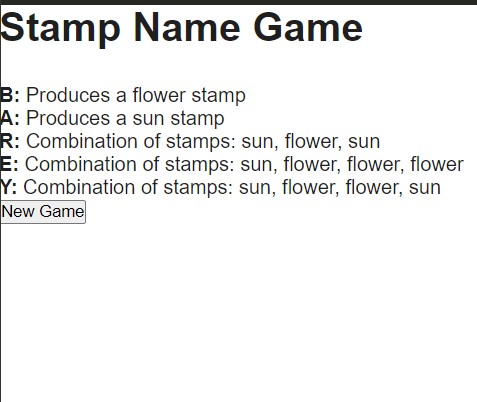 Stamp Name Game
B: Produces a flower stamp
A: Produces a sun stamp
R: Combination of stamps: sun, flower, sun
E: Combination of stamps: sun, flower, flower, flower
Y: Combination of stamps: sun, flower, flower, sun
New Game